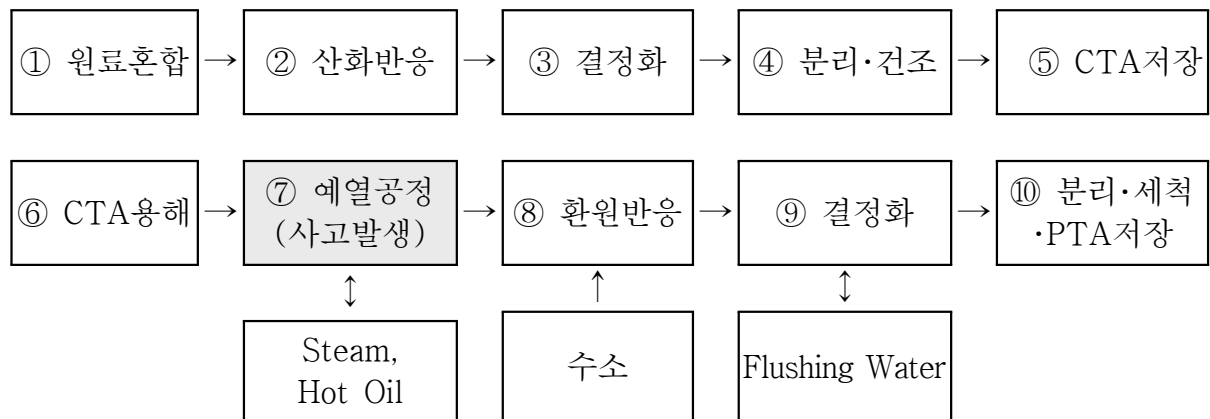 ① 원료혼합 → ② 산화반응 → ③ 결정화 → ④ 분리·건조 → ⑤ CTA저장
⑥ CTA용해 → ⑦ 예열공정 (사고발생) → ⑧ 환원반응 → ⑨ 결정화 → ⑩ 분리·세척 ·PTA저장
↕ ↑ ↕
Steam, Hot Oil 수소 Flushing Water